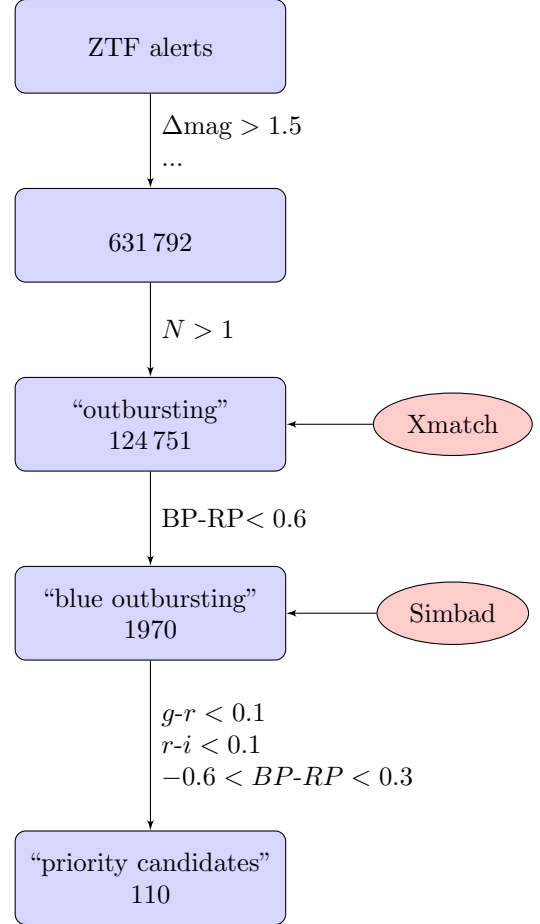 ZTF alerts
Δmag > 1.5
...
631 792
N > 1
“outbursting”
124 751
Xmatch
BP-RP< 0.6
“blue outbursting”
1970
Simbad
g-r < 0.1
r-i < 0.1
−0.6 < BP-RP < 0.3
“priority candidates”
110